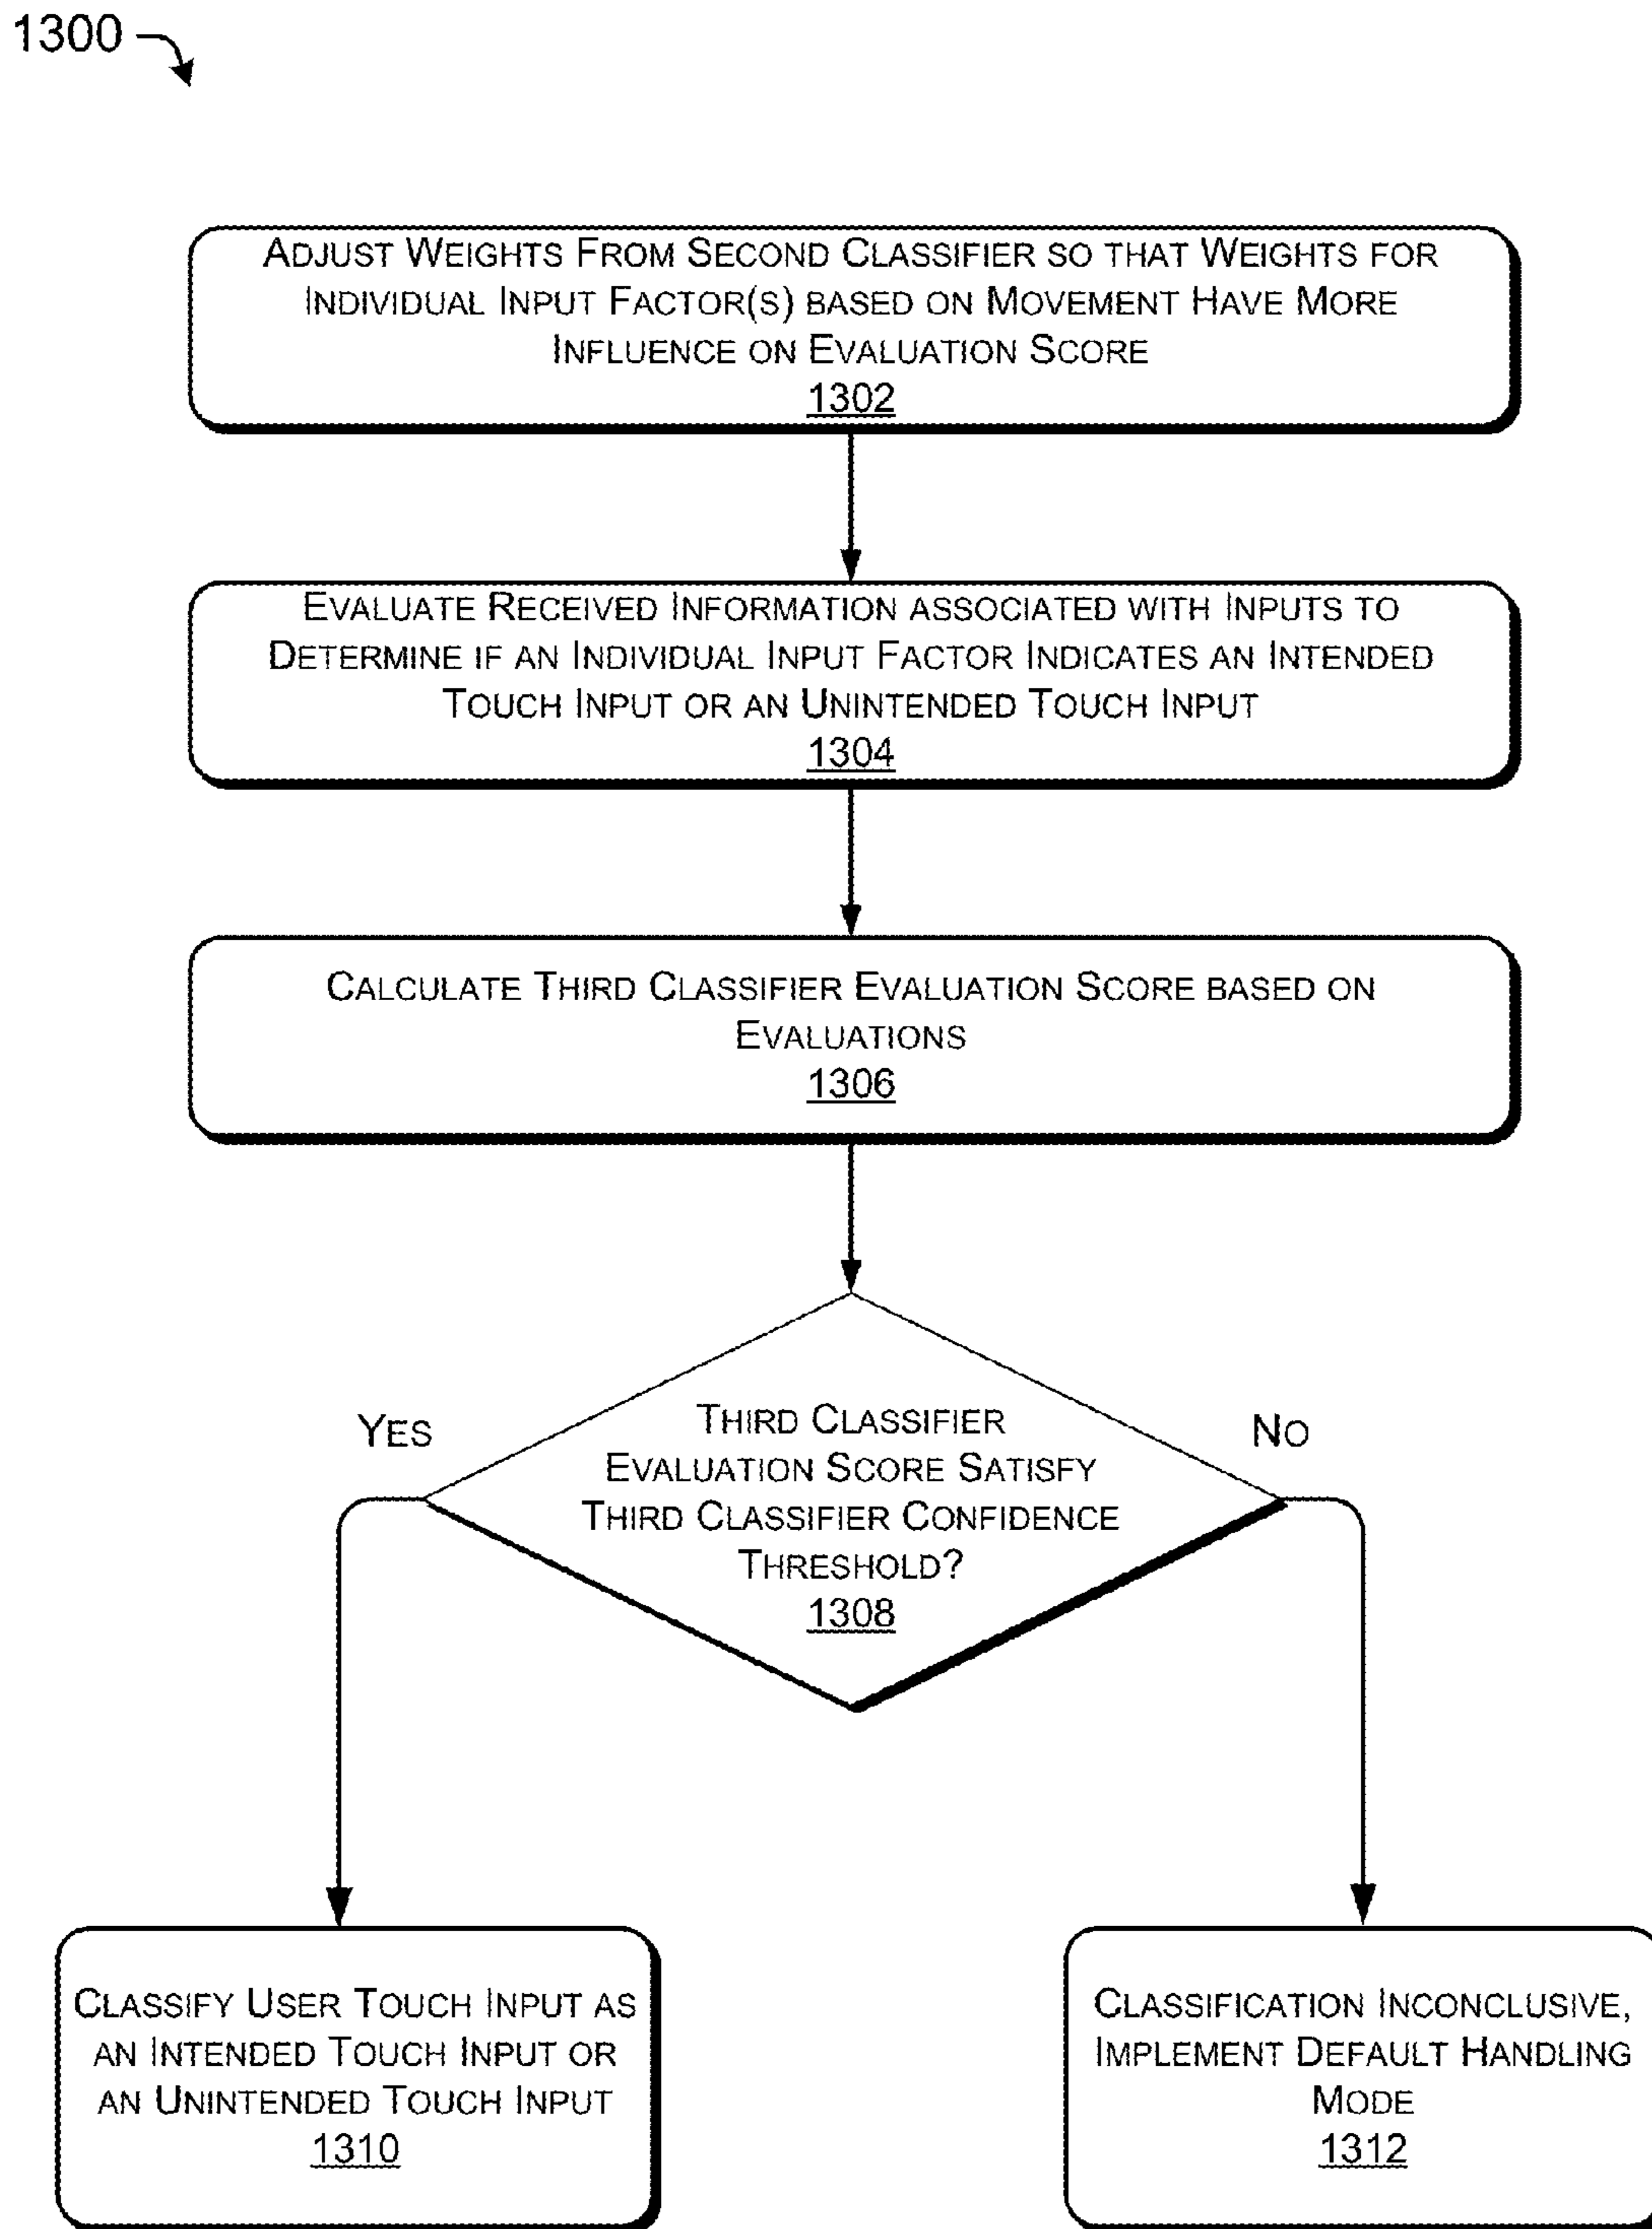 1300
ADJUST WEIGHTS FROM SECOND CLASSIFIER SO THAT WEIGHTS FOR
INDIVIDUAL INPUT FACTOR(S) BASED ON MOVEMENT HAVE MORE
INFLUENCE ON EVALUATION SCORE
1302
EVALUATE RECEIVED INFORMATION ASSOCIATED WITH INPUTS TO
DETERMINE IF AN INDIVIDUAL INPUT FACTOR INDICATES AN INTENDED
TOUCH INPUT OR AN UNINTENDED TOUCH INPUT
1304
CALCULATE THIRD CLASSIFIER EVALUATION SCORE BASED ON
EVALUATIONS
1306
YES
NO
THIRD CLASSIFIER
EVALUATION SCORE SATISFY
THIRD CLASSIFIER CONFIDENCE
THRESHOLD?
1308
CLASSIFY USER TOUCH INPUT AS
AN INTENDED TOUCH INPUT OR
AN UNINTENDED TOUCH INPUT
1310
CLASSIFICATION INCONCLUSIVE,
IMPLEMENT DEFAULT HANDLING
MODE
1312